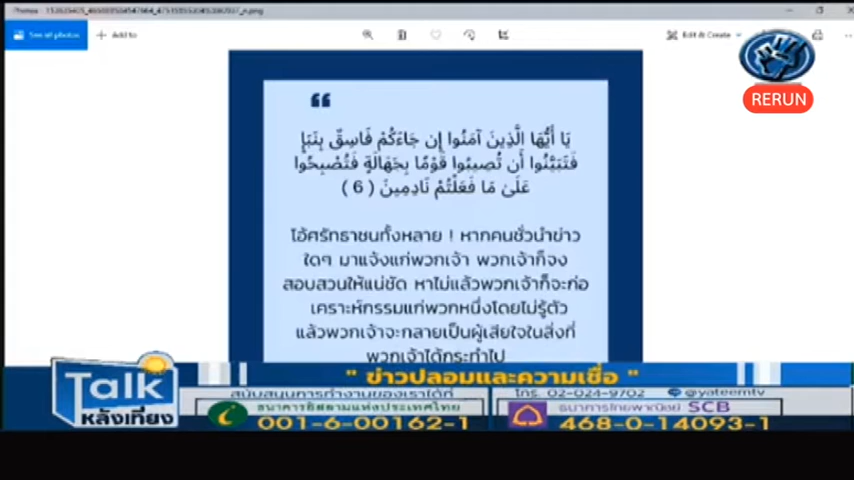 See all photos
Add to
Edit & Create
RERUN
يَا أَيُّهَا الَّذِينَ آمَنُوا إِن جَاءَكُمْ فَاسِقٌ بِنَبَإٍ
فَتَبَيَّنُوا أَن تُصِيبُوا قَوْمًا بِجَهَالَةٍ فَتُصْبِحُوا
عَلَىٰ مَا فَعَلْتُمْ نَادِمِينَ ( 6 )
โอ้ศรัทธาชนทั้งหลาย ! หากคนชั่วนำข่าว
ใดๆ มาแจ้งแก่พวกเจ้า พวกเจ้าก็จง
สอบสวนให้แน่ชัด หาไม่แล้วพวกเจ้าก็จะก่อ
เคราะห์กรรมแก่พวกหนึ่งโดยไม่รู้ตัว
แล้วพวกเจ้าจะกลายเป็นผู้เสียใจในสิ่งที่
พวกเจ้าได้กระทำไป
Talk
หลังเที่ยง
" ข่าวปลอมและความเชื่อ "
สนับสนุนการทำงานของเราได้ที่
โทร. 02-024-9702 @yateemtv
ธนาคารอิสลามแห่งประเทศไทย
001-6-00162-1
ธนาคารไทยพาณิชย์ SCB
468-0-14093-1